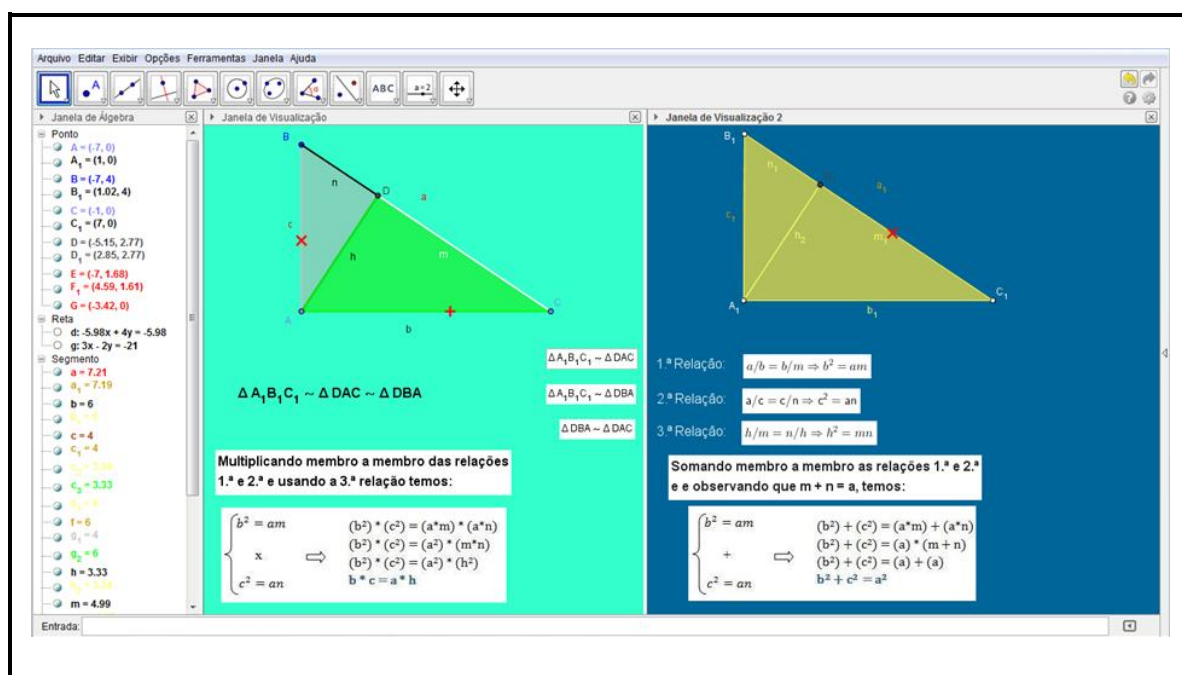 Arquivo Editar Exibir Opções Ferramentas Janela Ajuda
A
ABC
a=2
Janela de Álgebra
Ponto
A = (-7, 0)
A₁ = (1, 0)
B = (-7, 4)
B₁ = (1.02, 4)
C = (-1, 0)
C₁ = (7, 0)
D = (-5.15, 2.77)
D₁ = (2.85, 2.77)
E = (-7, 1.68)
F₁ = (4.59, 1.61)
G = (-3.42, 0)
Reta
d: -5.98x + 4y = -5.98
g: 3x - 2y = -21
Segmento
a = 7.21
a₁ = 7.19
b = 6
c = 4
c₁ = 4
c₃ = 3.33
f = 6
g₁ = 4
g₂ = 6
h = 3.33
m = 4.99
Janela de Visualização
B
n
D
a
c
h
m
A
b
C
Δ A₁B₁C₁ ~ Δ DAC
Δ A₁B₁C₁ ~ Δ DAC ~ Δ DBA
Δ A₁B₁C₁ ~ Δ DBA
Δ DBA ~ Δ DAC
Multiplicando membro a membro das relações
1.ª e 2.ª e usando a 3.ª relação temos:
b² = am
x
c² = an
⇨
(b²) * (c²) = (a*m) * (a*n)
(b²) * (c²) = (a²) * (m*n)
(b²) * (c²) = (a²) * (h²)
b * c = a * h
Janela de Visualização 2
B₁
n₁
a₁
c₁
h₂
m₁
A₁
b₁
C₁
1.ª Relação: a/b = b/m ⇒ b² = am
2.ª Relação: a/c = c/n ⇒ c² = an
3.ª Relação: h/m = n/h ⇒ h² = mn
Somando membro a membro as relações 1.ª e 2.ª
e e observando que m + n = a, temos:
b² = am
+
c² = an
⇨
(b²) + (c²) = (a*m) + (a*n)
(b²) + (c²) = (a) * (m + n)
(b²) + (c²) = (a) + (a)
b² + c² = a²
Entrada: